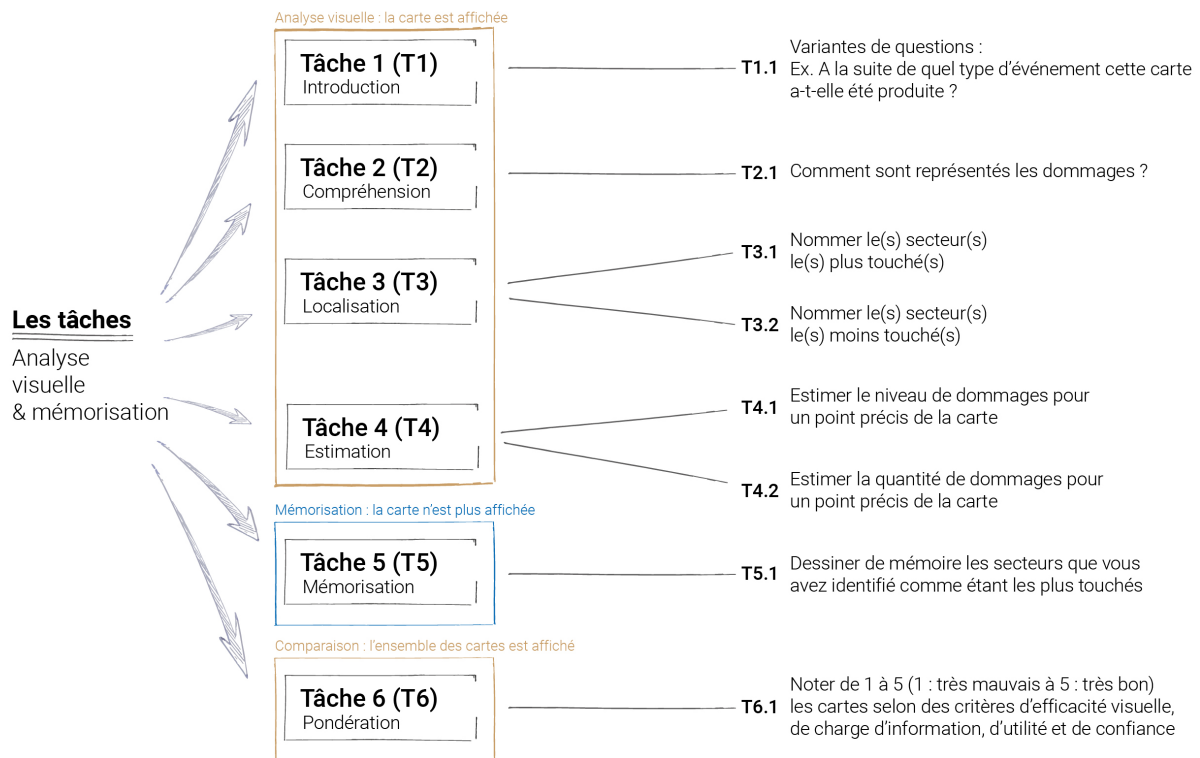 Les tâches
Analyse
visuelle
& mémorisation
Analyse visuelle : la carte est affichée
Tâche 1 (T1)
Introduction
T1.1
Variantes de questions :
Ex. A la suite de quel type d’événement cette carte
a-t-elle été produite ?
Tâche 2 (T2)
Compréhension
T2.1
Comment sont représentés les dommages ?
Tâche 3 (T3)
Localisation
T3.1
Nommer le(s) secteur(s)
le(s) plus touché(s)
T3.2
Nommer le(s) secteur(s)
le(s) moins touché(s)
Tâche 4 (T4)
Estimation
T4.1
Estimer le niveau de dommages pour
un point précis de la carte
T4.2
Estimer la quantité de dommages pour
un point précis de la carte
Mémorisation : la carte n’est plus affichée
Tâche 5 (T5)
Mémorisation
T5.1
Dessiner de mémoire les secteurs que vous
avez identifié comme étant les plus touchés
Comparaison : l’ensemble des cartes est affiché
Tâche 6 (T6)
Pondération
T6.1
Noter de 1 à 5 (1 : très mauvais à 5 : très bon)
les cartes selon des critères d’efficacité visuelle,
de charge d’information, d’utilité et de confiance